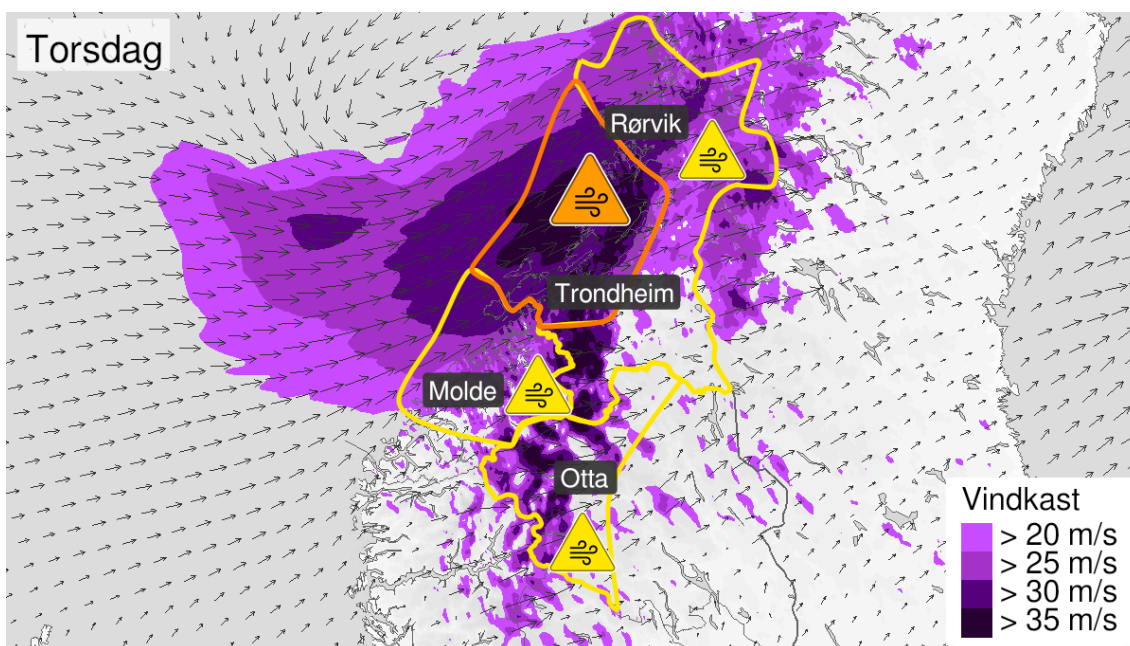 Torsdag
Rørvik
Trondheim
Molde
Otta
Vindkast
> 20 m/s
> 25 m/s
> 30 m/s
> 35 m/s